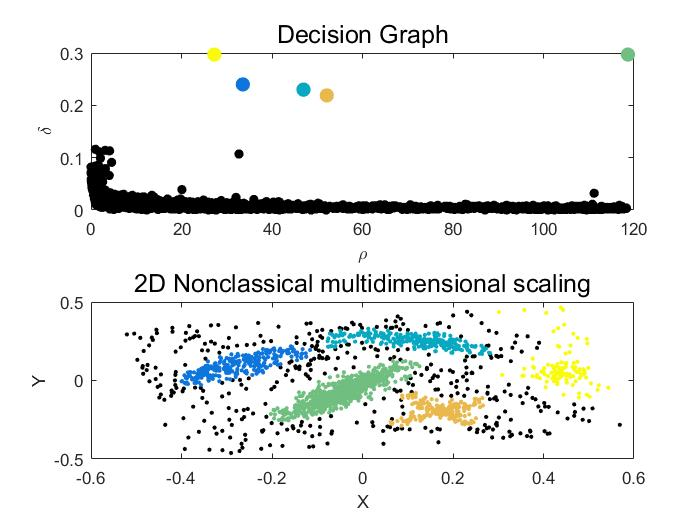 Decision Graph
0.3
0.2
0.1
0
δ
0 20 40 60 80 100 120
ρ
2D Nonclassical multidimensional scaling
0.5
0
-0.5
Y
-0.6 -0.4 -0.2 0 0.2 0.4 0.6
X